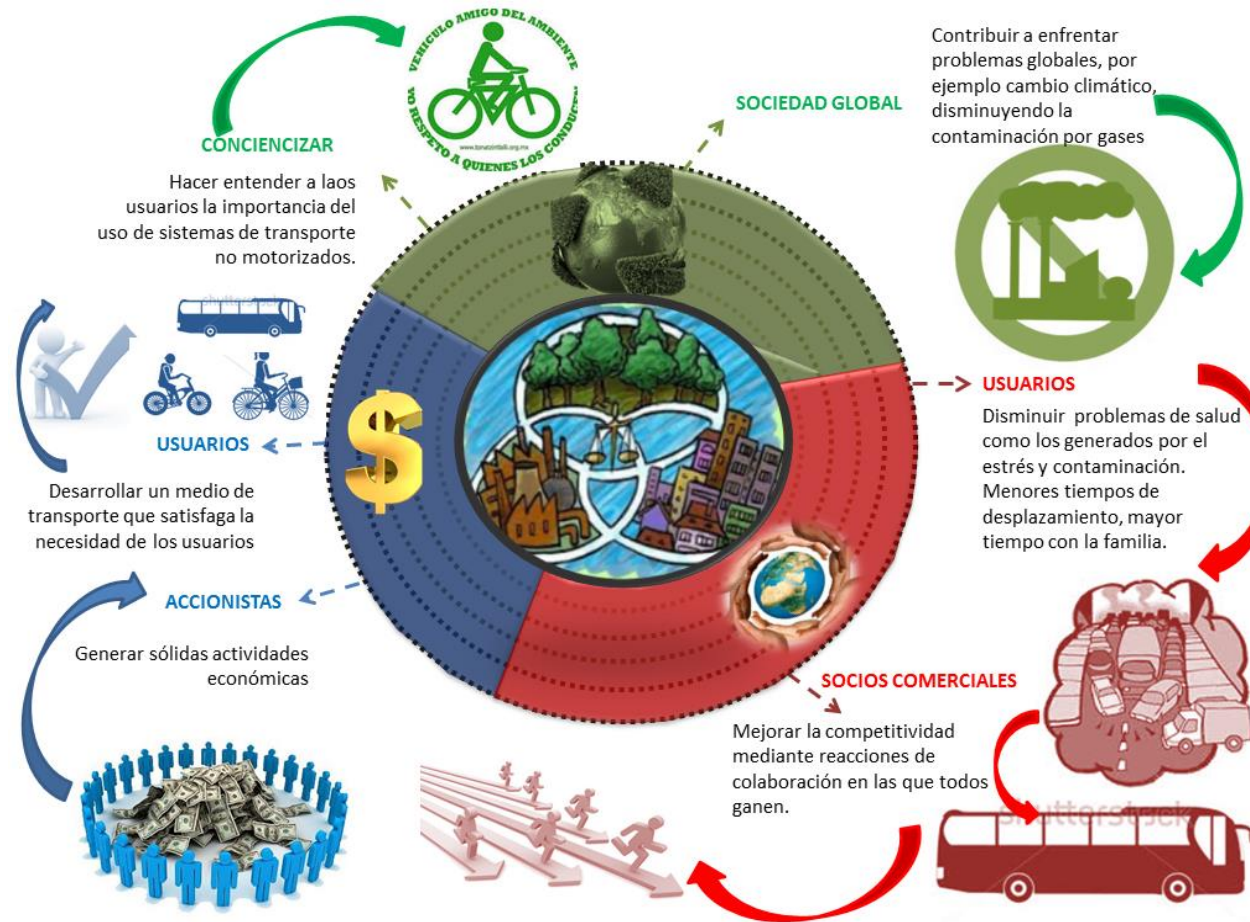 VEHICULO AMIGO DEL AMBIENTE
YO RESPETO A QUIENES LOS CONDUCEN
CONCIENCIZAR
Hacer entender a laos
usuarios la importancia del
uso de sistemas de transporte
no motorizados.
SOCIEDAD GLOBAL
Contribuir a enfrentar
problemas globales, por
ejemplo cambio climático,
disminuyendo la
contaminación por gases
shutterstock
USUARIOS
Desarrollar un medio de
transporte que satisfaga la
necesidad de los usuarios
USUARIOS
Disminuir problemas de salud
como los generados por el
estrés y contaminación.
Menores tiempos de
desplazamiento, mayor
tiempo con la familia.
ACCIONISTAS
Generar sólidas actividades
económicas
SOCIOS COMERCIALES
Mejorar la competitividad
mediante reacciones de
colaboración en las que todos
ganen.
shutterstock